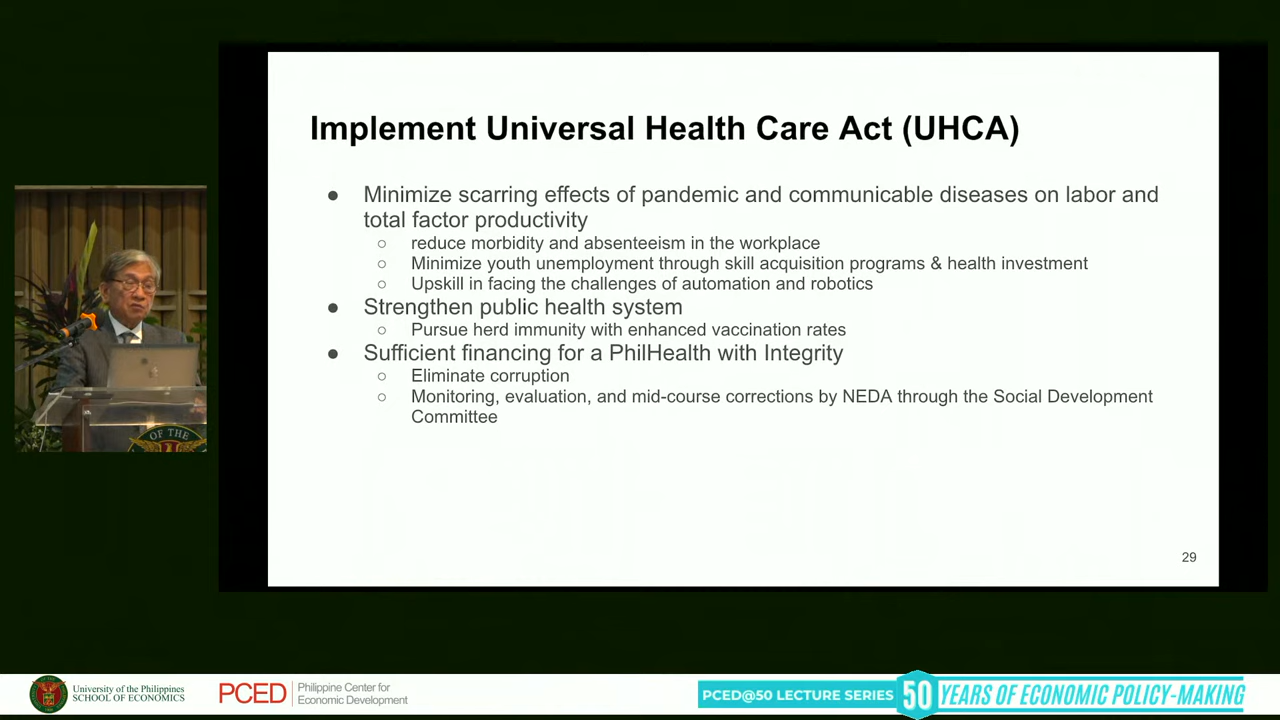 Implement Universal Health Care Act (UHCA)
● Minimize scarring effects of pandemic and communicable diseases on labor and
total factor productivity
○ reduce morbidity and absenteeism in the workplace
○ Minimize youth unemployment through skill acquisition programs & health investment
○ Upskill in facing the challenges of automation and robotics
● Strengthen public health system
○ Pursue herd immunity with enhanced vaccination rates
● Sufficient financing for a PhilHealth with Integrity
○ Eliminate corruption
○ Monitoring, evaluation, and mid-course corrections by NEDA through the Social Development
Committee
29
OF THE
University of the Philippines
SCHOOL OF ECONOMICS
PCED
Philippine Center for
Economic Development
PCED@50 LECTURE SERIES
50 YEARS OF ECONOMIC POLICY-MAKING